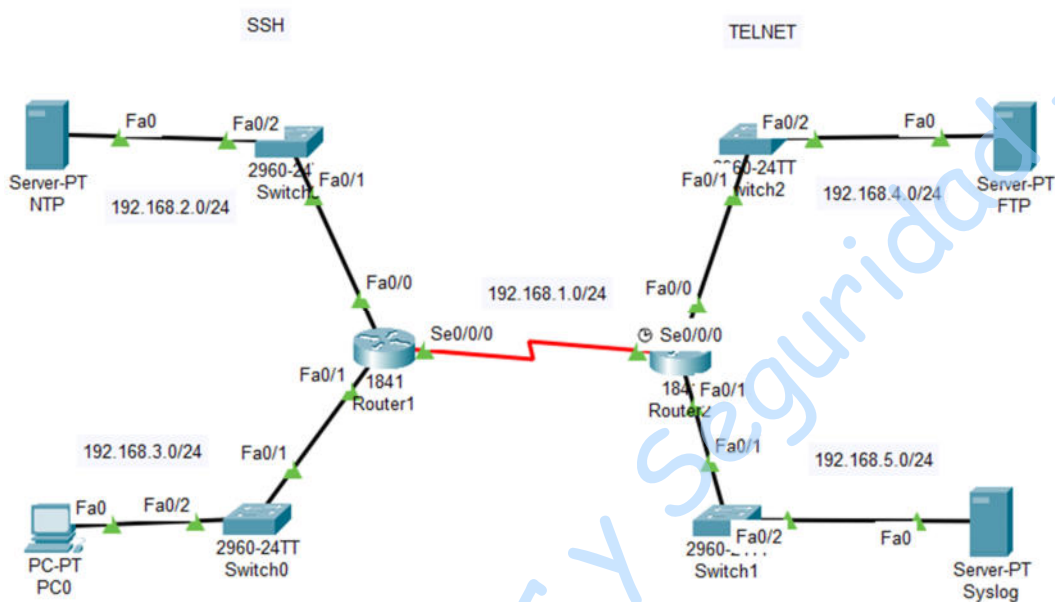 SSH
TELNET
Fa0
Fa0/2
Server-PT
NTP
2960-24
Switch
Fa0/1
192.168.2.0/24
Fa0/0
Se0/0/0
1841
Router1
Fa0/1
Fa0/1
192.168.3.0/24
Fa0
Fa0/2
PC-PT
PC0
2960-24TT
Switch0
192.168.1.0/24
Fa0/2
Fa0
60-24TT
witch2
Fa0/1
Server-PT
FTP
192.168.4.0/24
Fa0/0
Se0/0/0
184
Router2
Fa0/1
Fa0/1
192.168.5.0/24
Fa0/2
Fa0
2960-
Switch1
Server-PT
Syslog
y Seguridad